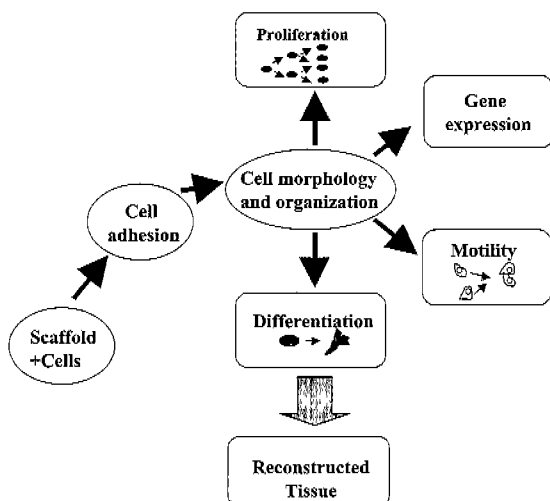 Proliferation
Gene
expression
Cell morphology
and organization
Cell
adhesion
Motility
Differentiation
Scaffold
+Cells
Reconstructed
Tissue